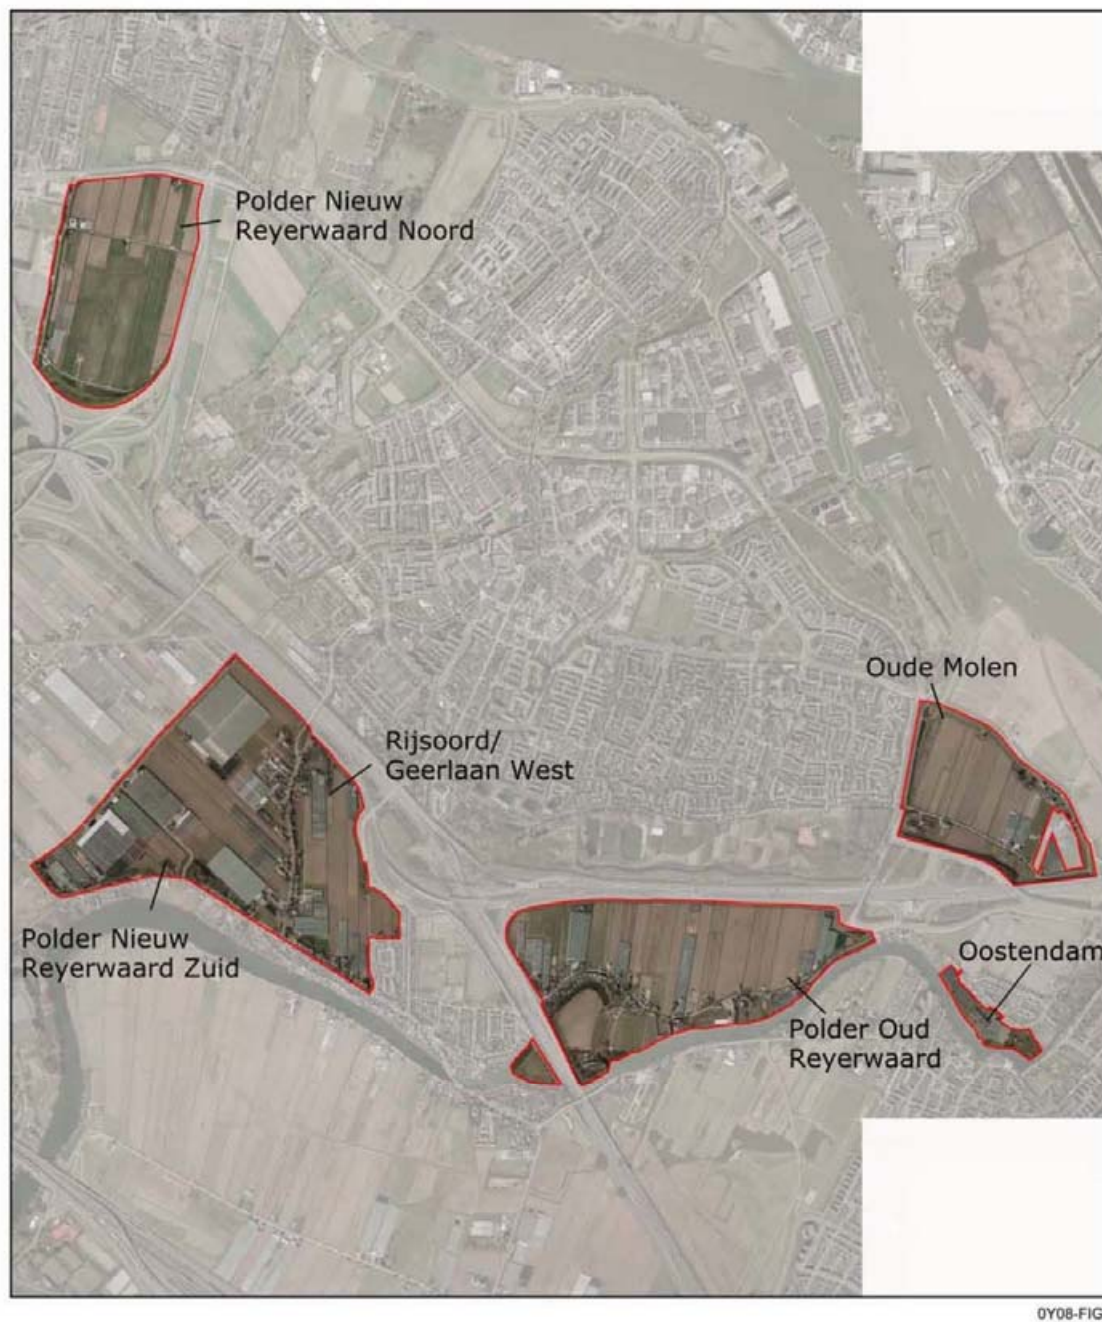 Polder Nieuw
Reyerwaard Noord
Oude Molen
Rijsoord/
Geerlaan West
Polder Nieuw
Reyerwaard Zuid
Oostendam
Polder Oud
Reyerwaard
0Y08-FIG